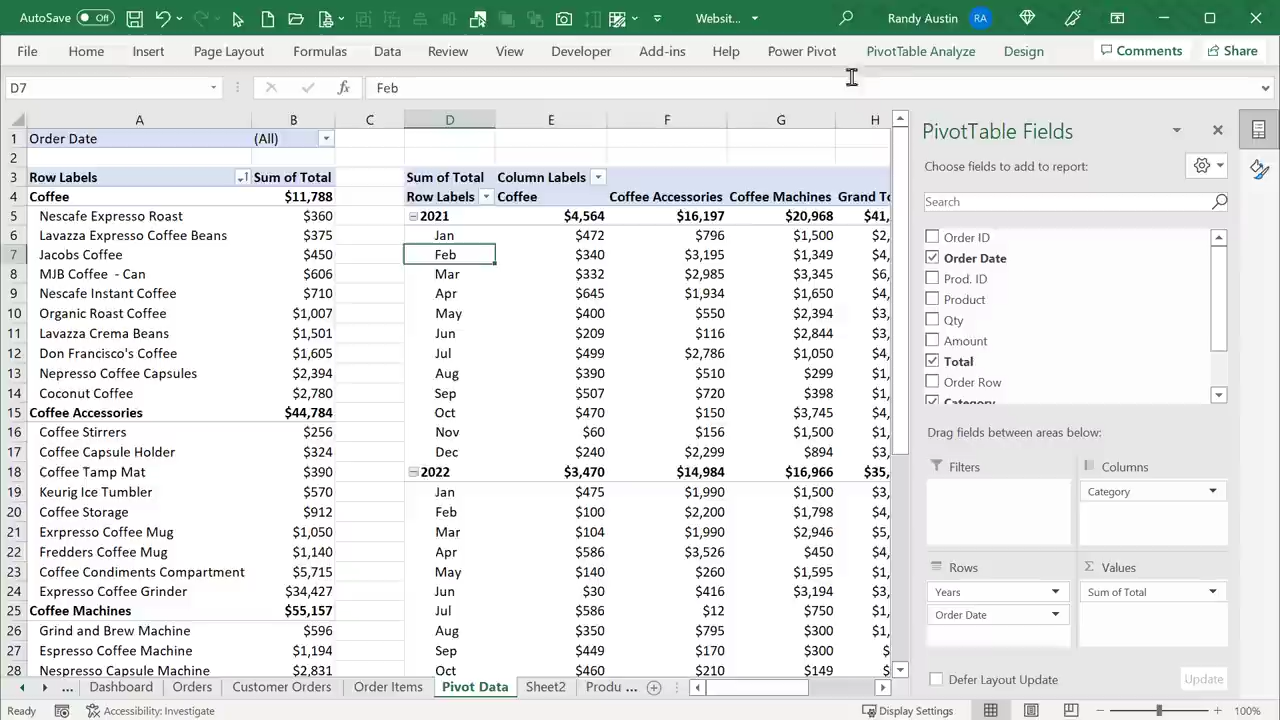 AutoSave Off Websit... Randy Austin RA
File Home Insert Page Layout Formulas Data Review View Developer Add-ins Help Power Pivot PivotTable Analyze Design Comments Share
D7 fx Feb
A B C D E F G H
1 Order Date (All)
2
3 Row Labels Sum of Total Sum of Total Column Labels
4 Coffee $11,788 Row Labels Coffee Coffee Accessories Coffee Machines Grand To
5 Nescafe Expresso Roast $360 2021 $4,564 $16,197 $20,968 $41,
6 Lavazza Expresso Coffee Beans $375 Jan $472 $796 $1,500 $2,
7 Jacobs Coffee $450 Feb $340 $3,195 $1,349 $4,
8 MJB Coffee - Can $606 Mar $332 $2,985 $3,345 $6,
9 Nescafe Instant Coffee $710 Apr $645 $1,934 $1,650 $4,
10 Organic Roast Coffee $1,007 May $400 $550 $2,394 $3,
11 Lavazza Crema Beans $1,501 Jun $209 $116 $2,844 $3,
12 Don Francisco's Coffee $1,605 Jul $499 $2,786 $1,050 $4,
13 Nepresso Coffee Capsules $2,394 Aug $390 $510 $299 $1,
14 Coconut Coffee $2,780 Sep $507 $720 $398 $1,
15 Coffee Accessories $44,784 Oct $470 $150 $3,745 $4,
16 Coffee Stirrers $256 Nov $60 $156 $1,500 $1,
17 Coffee Capsule Holder $324 Dec $240 $2,299 $894 $3,
18 Coffee Tamp Mat $390 2022 $3,470 $14,984 $16,966 $35,
19 Keurig Ice Tumbler $570 Jan $475 $1,990 $1,500 $3,
20 Coffee Storage $912 Feb $100 $2,200 $1,798 $4,
21 Exrpresso Coffee Mug $1,050 Mar $104 $1,990 $2,946 $5,
22 Fredders Coffee Mug $1,140 Apr $586 $3,526 $450 $4,
23 Coffee Condiments Compartment $5,715 May $140 $260 $1,595 $1,
24 Expresso Coffee Grinder $34,427 Jun $30 $416 $3,194 $3,
25 Coffee Machines $55,157 Jul $586 $12 $750 $1,
26 Grind and Brew Machine $596 Aug $350 $795 $300 $1,
27 Espresso Coffee Machine $1,194 Sep $449 $170 $300 $
28 Nespresso Capsule Machine $2,831 Oct $460 $210 $149 $
PivotTable Fields
Choose fields to add to report:
Search
Order ID
Order Date
Prod. ID
Product
Qty
Amount
Total
Order Row
Category
Drag fields between areas below:
Filters Columns
Category
Rows Values
Years Sum of Total
Order Date
Defer Layout Update Update
... Dashboard Orders Customer Orders Order Items Pivot Data Sheet2 Produ ...
Ready Accessibility: Investigate Display Settings 100%